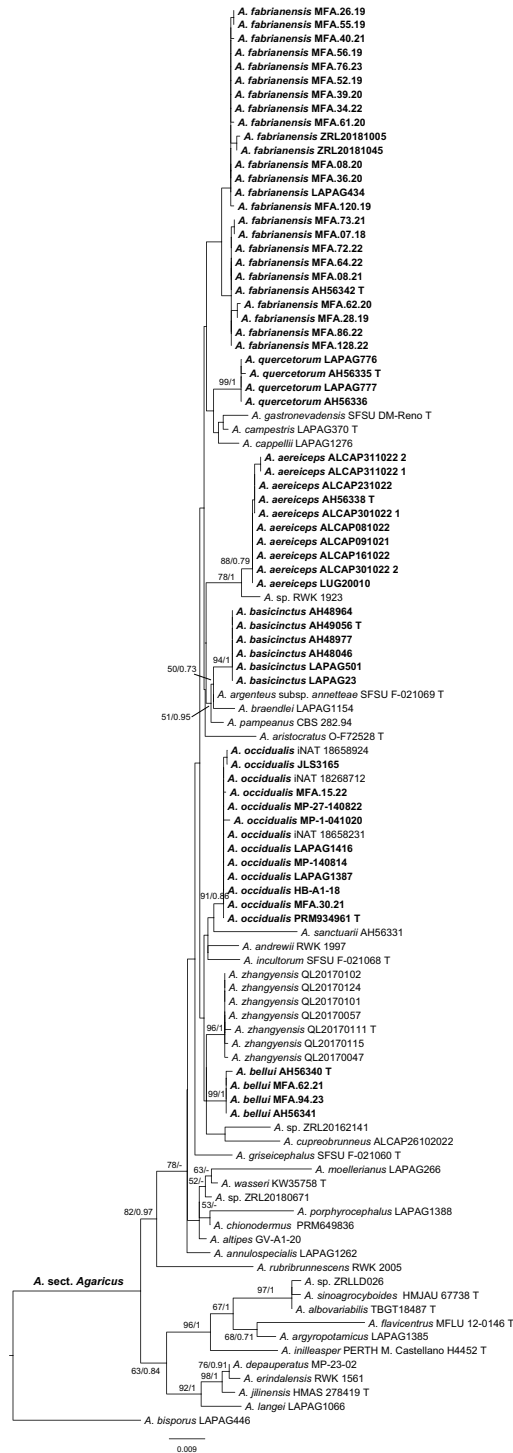 A. fabrianensis MFA.26.19
A. fabrianensis MFA.55.19
A. fabrianensis MFA.40.21
A. fabrianensis MFA.56.19
A. fabrianensis MFA.76.23
A. fabrianensis MFA.52.19
A. fabrianensis MFA.39.20
A. fabrianensis MFA.34.22
A. fabrianensis MFA.61.20
A. fabrianensis ZRL20181005
A. fabrianensis ZRL20181045
A. fabrianensis MFA.08.20
A. fabrianensis MFA.36.20
A. fabrianensis LAPAG434
A. fabrianensis MFA.120.19
A. fabrianensis MFA.73.21
A. fabrianensis MFA.07.18
A. fabrianensis MFA.72.22
A. fabrianensis MFA.64.22
A. fabrianensis MFA.08.21
A. fabrianensis AH56342 T
A. fabrianensis MFA.62.20
A. fabrianensis MFA.28.19
A. fabrianensis MFA.86.22
A. fabrianensis MFA.128.22
A. quercetorum LAPAG776
A. quercetorum AH56335 T
99/1
A. quercetorum LAPAG777
A. quercetorum AH56336
A. gastronevadensis SFSU DM-Reno T
A. campestris LAPAG370 T
A. cappellii LAPAG1276
A. aereiceps ALCAP311022 2
A. aereiceps ALCAP311022 1
A. aereiceps ALCAP231022
A. aereiceps AH56338 T
A. aereiceps ALCAP301022 1
A. aereiceps ALCAP081022
A. aereiceps ALCAP091021
A. aereiceps ALCAP161022
88/0.79
A. aereiceps ALCAP301022 2
78/1
A. aereiceps LUG20010
A. sp. RWK 1923
A. basicinctus AH48964
A. basicinctus AH49056 T
A. basicinctus AH48977
A. basicinctus AH48046
94/1
50/0.73
A. basicinctus LAPAG501
A. basicinctus LAPAG23
A. argenteus subsp. annetteae SFSU F-021069 T
A. braendlei LAPAG1154
51/0.95
A. pampeanus CBS 282.94
A. aristocratus O-F72528 T
A. occidualis iNAT 18658924
A. occidualis JLS3165
A. occidualis iNAT 18268712
A. occidualis MFA.15.22
A. occidualis MP-27-140822
A. occidualis MP-1-041020
A. occidualis iNAT 18658231
A. occidualis LAPAG1416
A. occidualis MP-140814
A. occidualis LAPAG1387
A. occidualis HB-A1-18
91/0.86
A. occidualis MFA.30.21
A. occidualis PRM934961 T
A. sanctuarii AH56331
A. andrewii RWK 1997
A. incultorum SFSU F-021068 T
A. zhangyensis QL20170102
A. zhangyensis QL20170124
A. zhangyensis QL20170101
A. zhangyensis QL20170057
96/1
A. zhangyensis QL20170111 T
A. zhangyensis QL20170115
A. zhangyensis QL20170047
A. bellui AH56340 T
A. bellui MFA.62.21
99/1
A. bellui MFA.94.23
A. bellui AH56341
A. sp. ZRL20162141
A. cupreobrunneus ALCAP26102022
A. griseicephalus SFSU F-021060 T
78/-
63/-
A. moellerianus LAPAG266
52/-
A. wasseri KW35758 T
A. sp. ZRL20180671
53/-
A. porphyrocephalus LAPAG1388
A. chionodermus PRM649836
82/0.97
A. altipes GV-A1-20
A. annulospecialis LAPAG1262
A. rubribrunnescens RWK 2005
A. sect. Agaricus
97/1
A. sp. ZRLLD026
A. sinoagrocyboides HMJAU 67738 T
67/1
A. albovariabilis TBGT18487 T
96/1
A. flavicentrus MFLU 12-0146 T
68/0.71
A. argyropotamicus LAPAG1385
A. inilleasper PERTH M. Castellano H4452 T
63/0.84
76/0.91
A. depauperatus MP-23-02
98/1
A. erindalensis RWK 1561
92/1
A. jilinensis HMAS 278419 T
A. langei LAPAG1066
A. bisporus LAPAG446
0.009